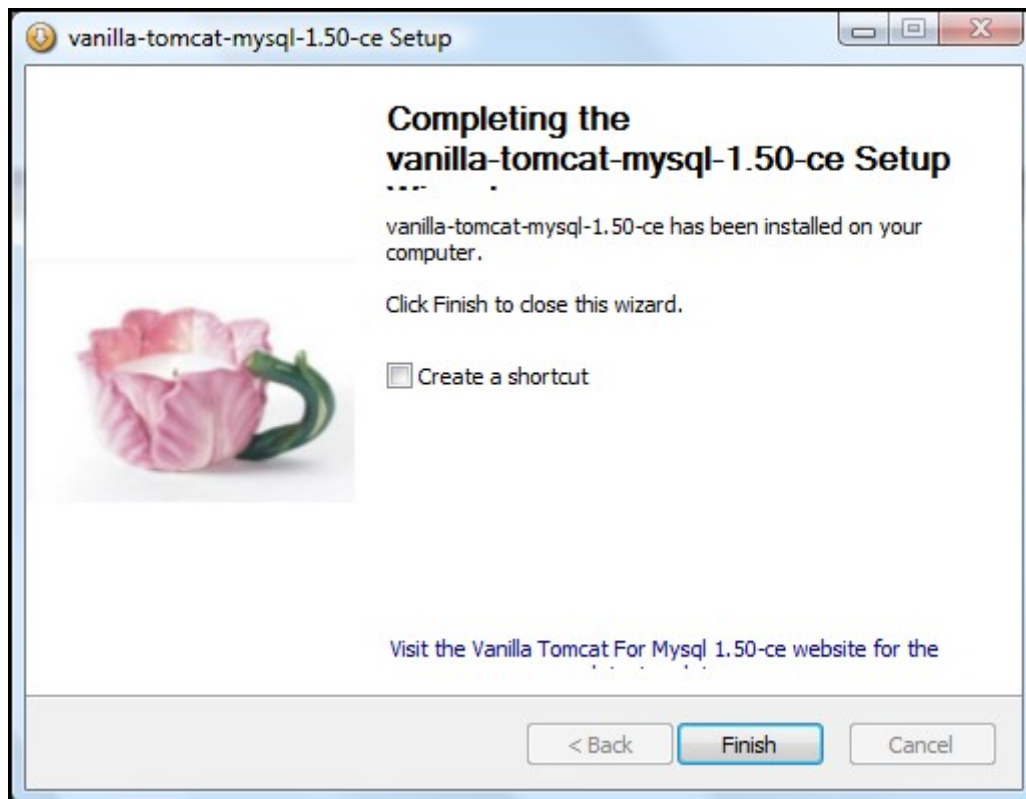 vanilla-tomcat-mysql-1.50-ce Setup
Completing the
vanilla-tomcat-mysql-1.50-ce Setup
vanilla-tomcat-mysql-1.50-ce has been installed on your
computer.
Click Finish to close this wizard.
Create a shortcut
Visit the Vanilla Tomcat For Mysql 1.50-ce website for the
< Back
Finish
Cancel